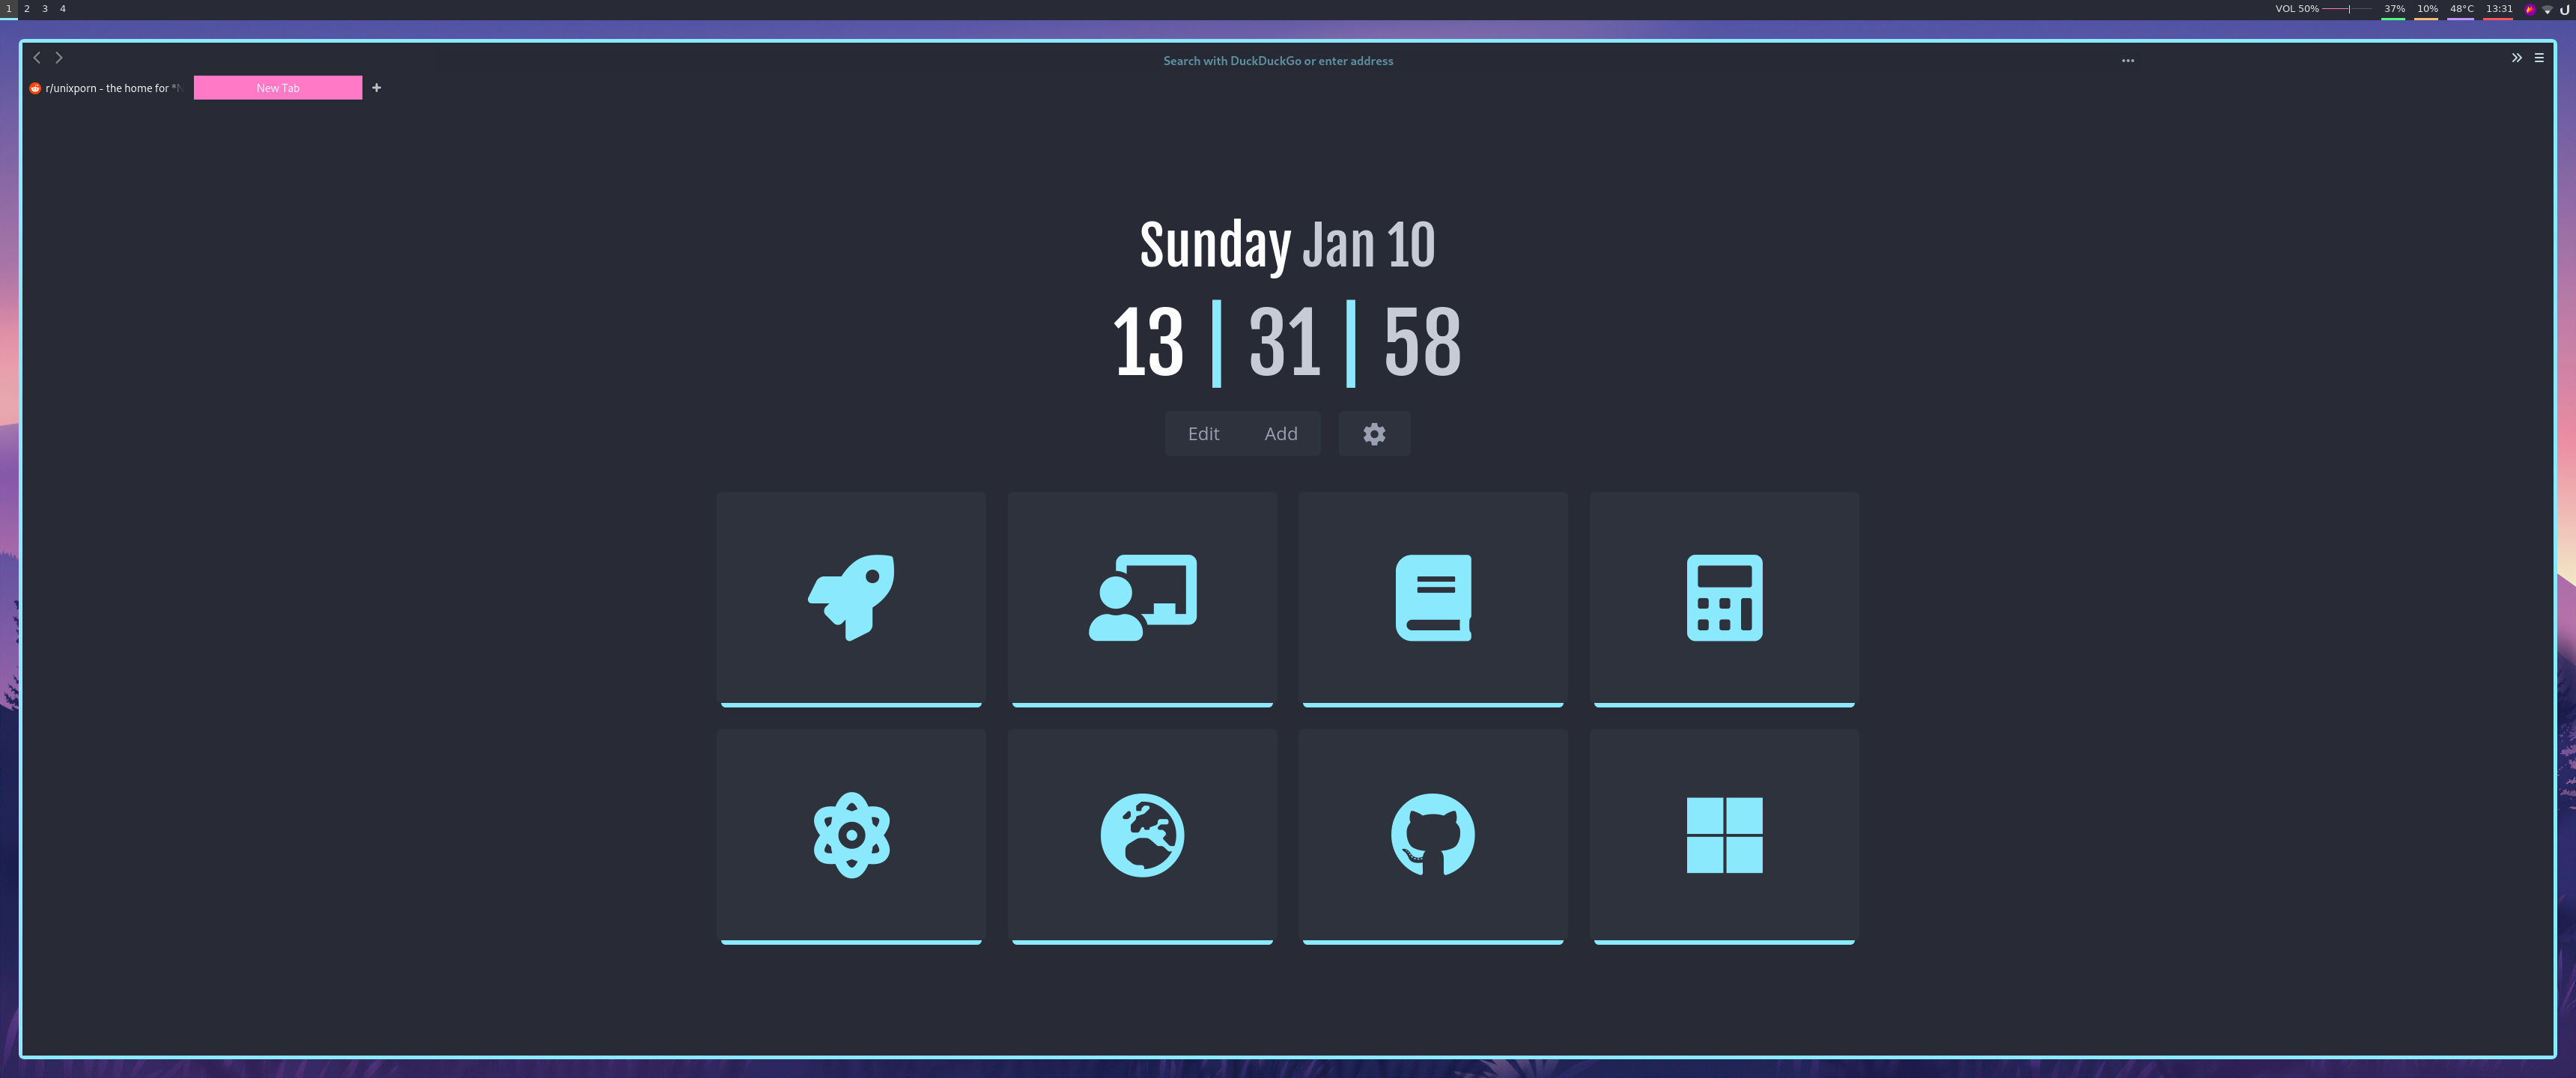 1 2 3 4
VOL 50% 37% 10% 48°C 13:31
Search with DuckDuckGo or enter address
r/unixporn - the home for *N
New Tab
Sunday Jan 10
13 31 58
Edit Add